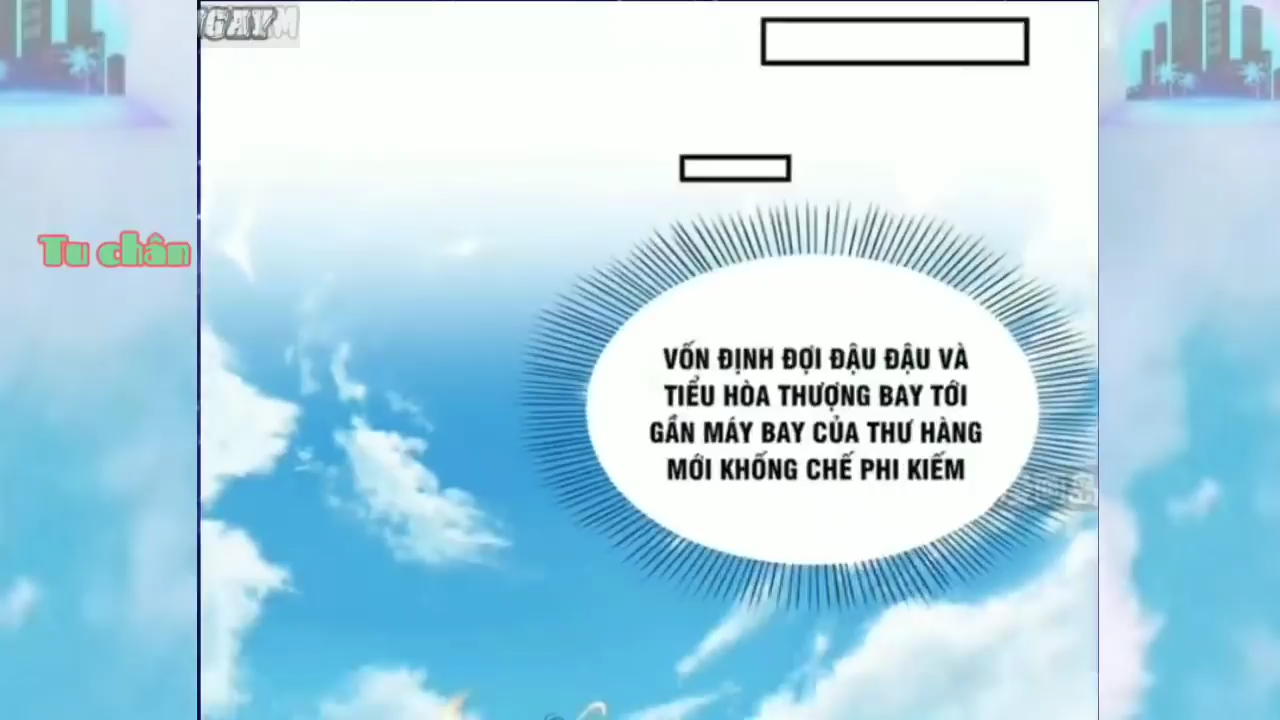 NGAYM
Tu chân
VỐN ĐỊNH ĐỢI ĐẬU ĐẬU VÀ
TIỂU HÒA THƯỢNG BAY TỚI
GẦN MÁY BAY CỦA THƯ HÀNG
MỚI KHỐNG CHẾ PHI KIẾM